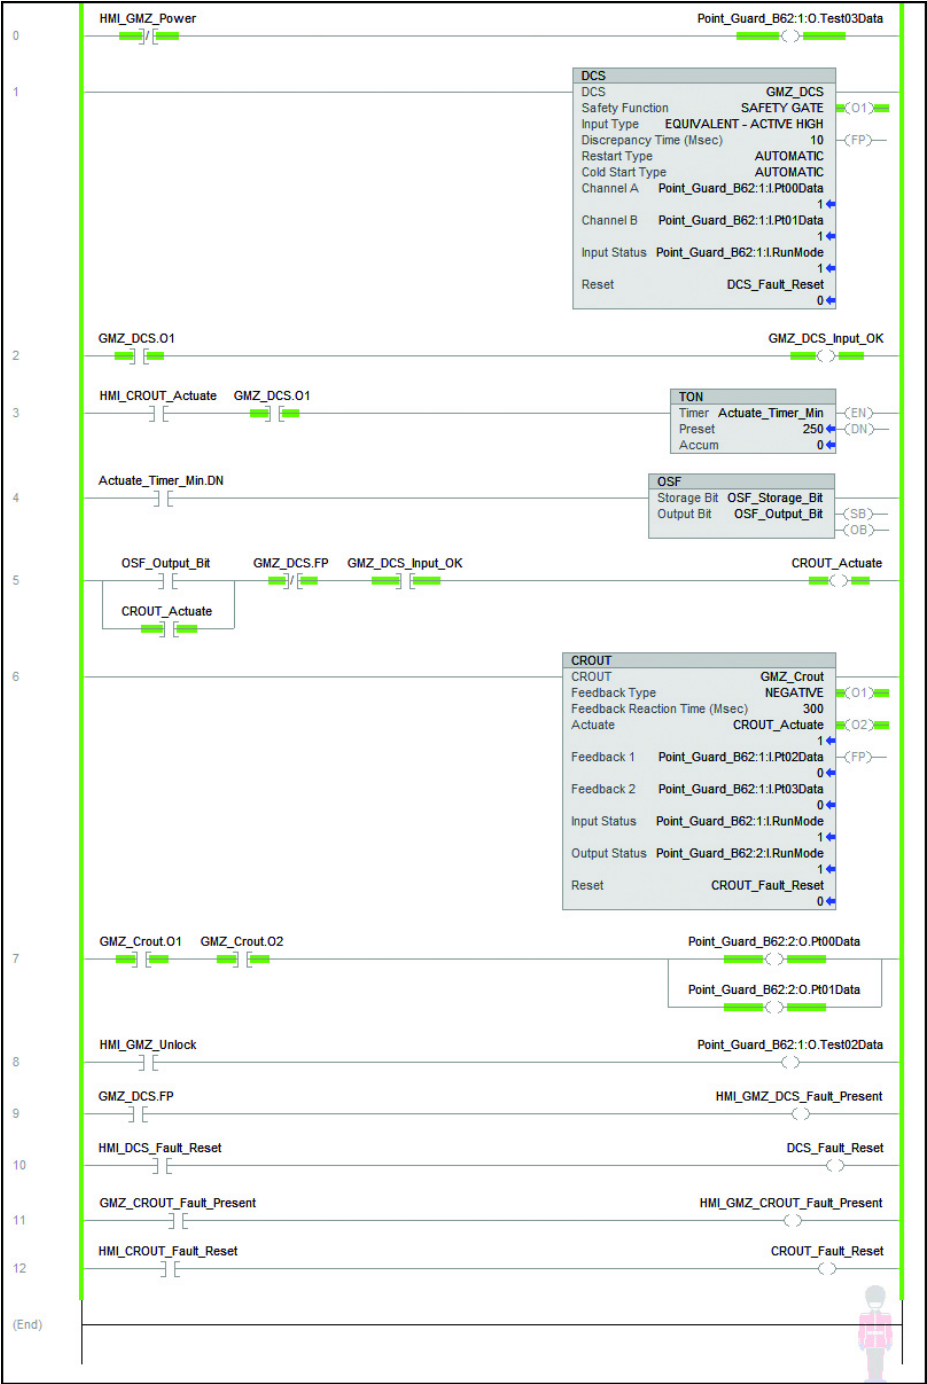 HMI_GMZ_Power Point_Guard_B62:1:O.Test03Data
0
DCS
1
DCS GMZ_DCS
Safety Function SAFETY GATE (O1)
Input Type EQUIVALENT - ACTIVE HIGH
Discrepancy Time (Msec) 10 (FP)
Restart Type AUTOMATIC
Cold Start Type AUTOMATIC
Channel A Point_Guard_B62:1:I.Pt00Data
1
Channel B Point_Guard_B62:1:I.Pt01Data
1
Input Status Point_Guard_B62:1:I.RunMode
1
Reset DCS_Fault_Reset
0
GMZ_DCS.O1 GMZ_DCS_Input_OK
2
HMI_CROUT_Actuate GMZ_DCS.O1
TON
3
Timer Actuate_Timer_Min (EN)
Preset 250 (DN)
Accum 0
Actuate_Timer_Min.DN
OSF
4
Storage Bit OSF_Storage_Bit
Output Bit OSF_Output_Bit (SB)
(OB)
OSF_Output_Bit GMZ_DCS.FP GMZ_DCS_Input_OK CROUT_Actuate
5
CROUT_Actuate
CROUT
6
CROUT GMZ_Crout
Feedback Type NEGATIVE (O1)
Feedback Reaction Time (Msec) 300
Actuate CROUT_Actuate (O2)
1
Feedback 1 Point_Guard_B62:1:I.Pt02Data (FP)
0
Feedback 2 Point_Guard_B62:1:I.Pt03Data
0
Input Status Point_Guard_B62:1:I.RunMode
1
Output Status Point_Guard_B62:2:I.RunMode
1
Reset CROUT_Fault_Reset
0
GMZ_Crout.O1 GMZ_Crout.O2 Point_Guard_B62:2:O.Pt00Data
7
Point_Guard_B62:2:O.Pt01Data
HMI_GMZ_Unlock Point_Guard_B62:1:O.Test02Data
8
GMZ_DCS.FP HMI_GMZ_DCS_Fault_Present
9
HMI_DCS_Fault_Reset DCS_Fault_Reset
10
GMZ_CROUT_Fault_Present HMI_GMZ_CROUT_Fault_Present
11
HMI_CROUT_Fault_Reset CROUT_Fault_Reset
12
(End)